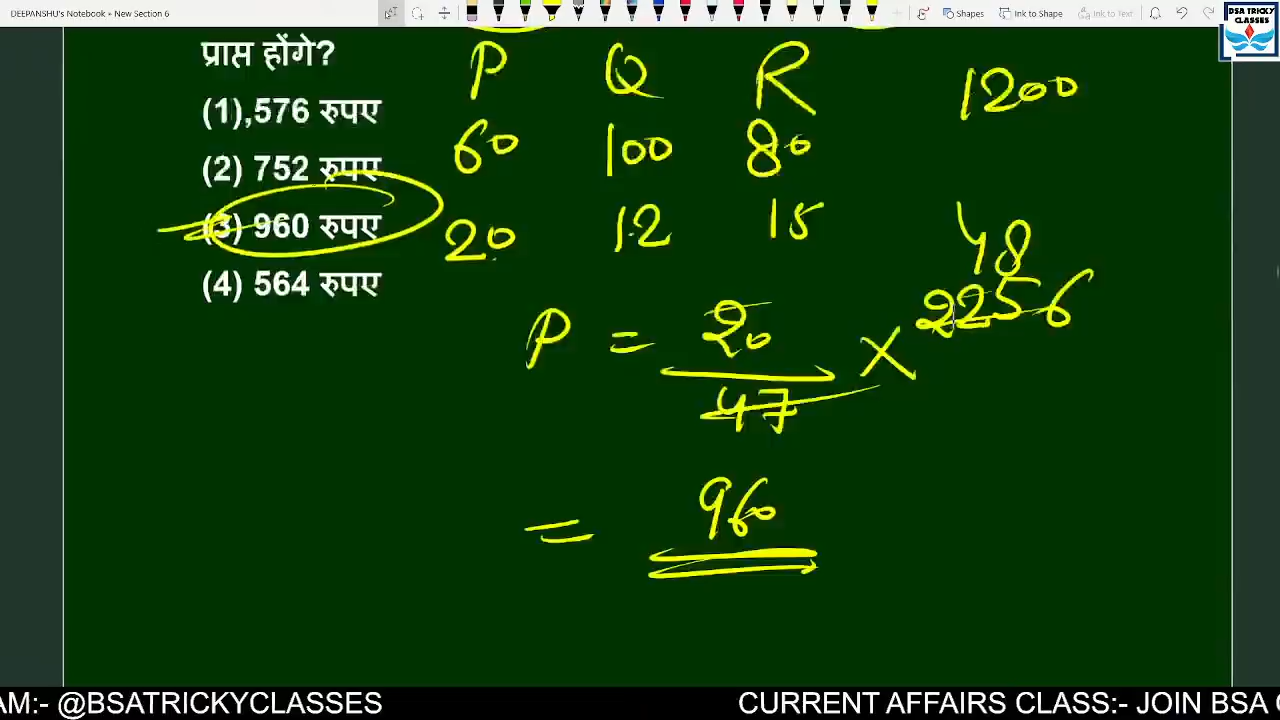 DEEPANSHU's Notebook • New Section 6
Shapes Ink to Shape Ink to Text
BSA TRICKY
CLASSES
प्राप्त होंगे?
(1),576 रुपए
(2) 752 रुपए
(3) 960 रुपए
(4) 564 रुपए
P Q R 1200
60 100 80
20 12 15
48
P = 20 × 2256
47
= 960
AM:- @BSATRICKYCLASSES
CURRENT AFFAIRS CLASS:- JOIN BSA